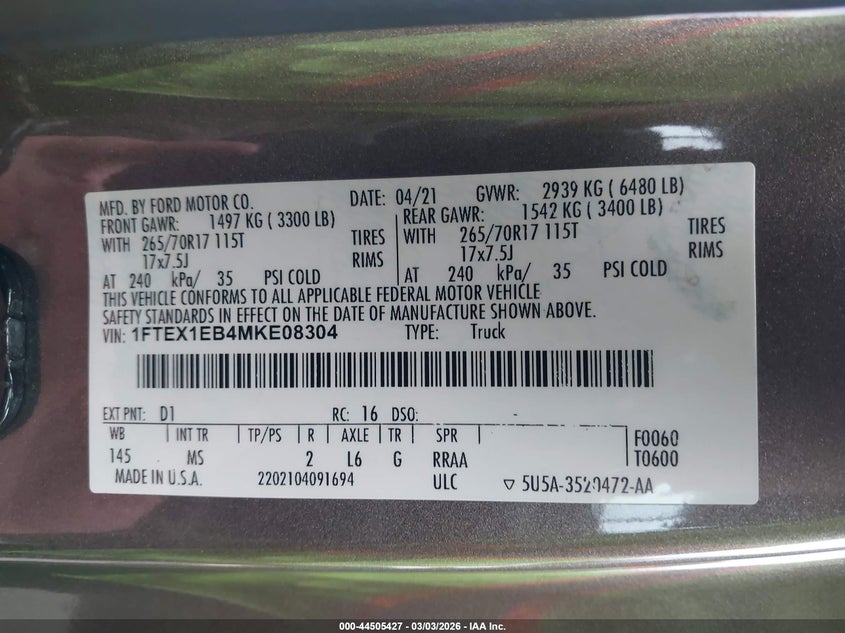 MFD. BY FORD MOTOR CO. DATE: 04/21 GVWR: 2939 KG ( 6480 LB)
FRONT GAWR: 1497 KG ( 3300 LB) REAR GAWR: 1542 KG ( 3400 LB)
WITH 265/70R17 115T TIRES WITH 265/70R17 115T TIRES
17x7.5J RIMS 17x7.5J RIMS
AT 240 kPa/ 35 PSI COLD AT 240 kPa/ 35 PSI COLD
THIS VEHICLE CONFORMS TO ALL APPLICABLE FEDERAL MOTOR VEHICLE
SAFETY STANDARDS IN EFFECT ON THE DATE OF MANUFACTURE SHOWN ABOVE.
VIN: 1FTEX1EB4MKE08304 TYPE: Truck
EXT PNT: D1 RC: 16 DSO: -
WB INT TR TP/PS R AXLE TR SPR F0060
145 MS 2 L6 G RRAA T0600
MADE IN U.S.A. 2202104091694 ULC ▽ 5U5A-3520472-AA
000-44505427 - 03/03/2026 - IAA Inc.